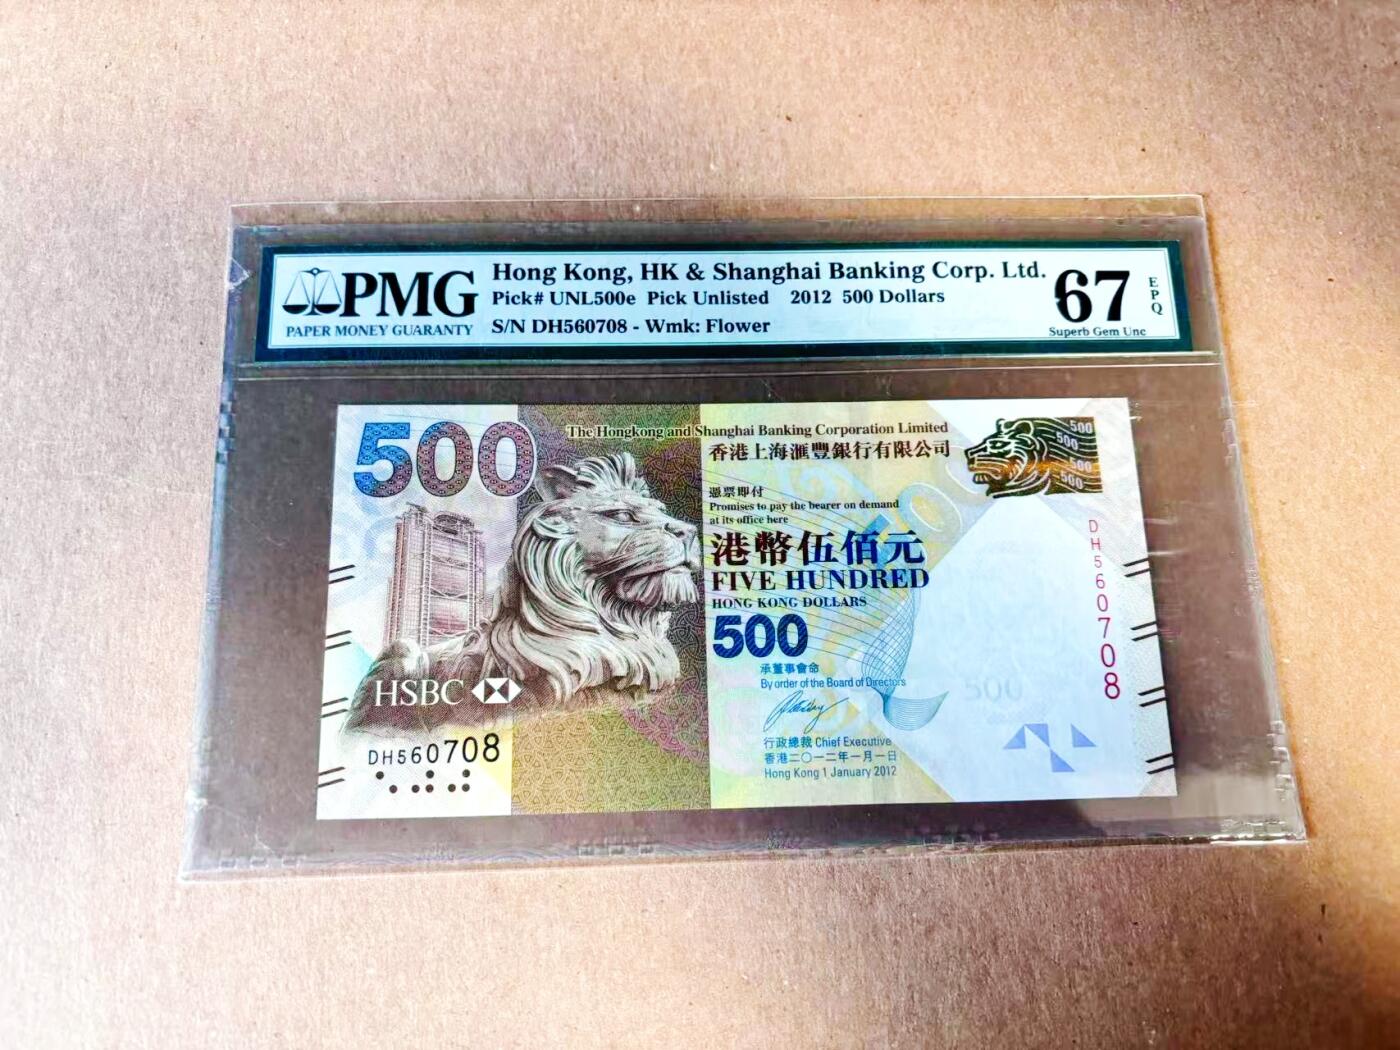 PMG
PAPER MONEY GUARANTY
Hong Kong, HK & Shanghai Banking Corp. Ltd.
Pick# UNL500e Pick Unlisted 2012 500 Dollars
S/N DH560708 - Wmk: Flower
67
EPQ
Superb Gem Unc
500
The Hongkong and Shanghai Banking Corporation Limited
香港上海滙豐銀行有限公司
500
500
500
500
憑票即付
Promises to pay the bearer on demand
at its office here
港幣伍佰元
FIVE HUNDRED
HONG KONG DOLLARS
500
承董事會命
By order of the Board of Directors
行政總裁 Chief Executive
香港二〇一二年一月一日
Hong Kong 1 January 2012
HSBC
DH560708
DH560708
500
500